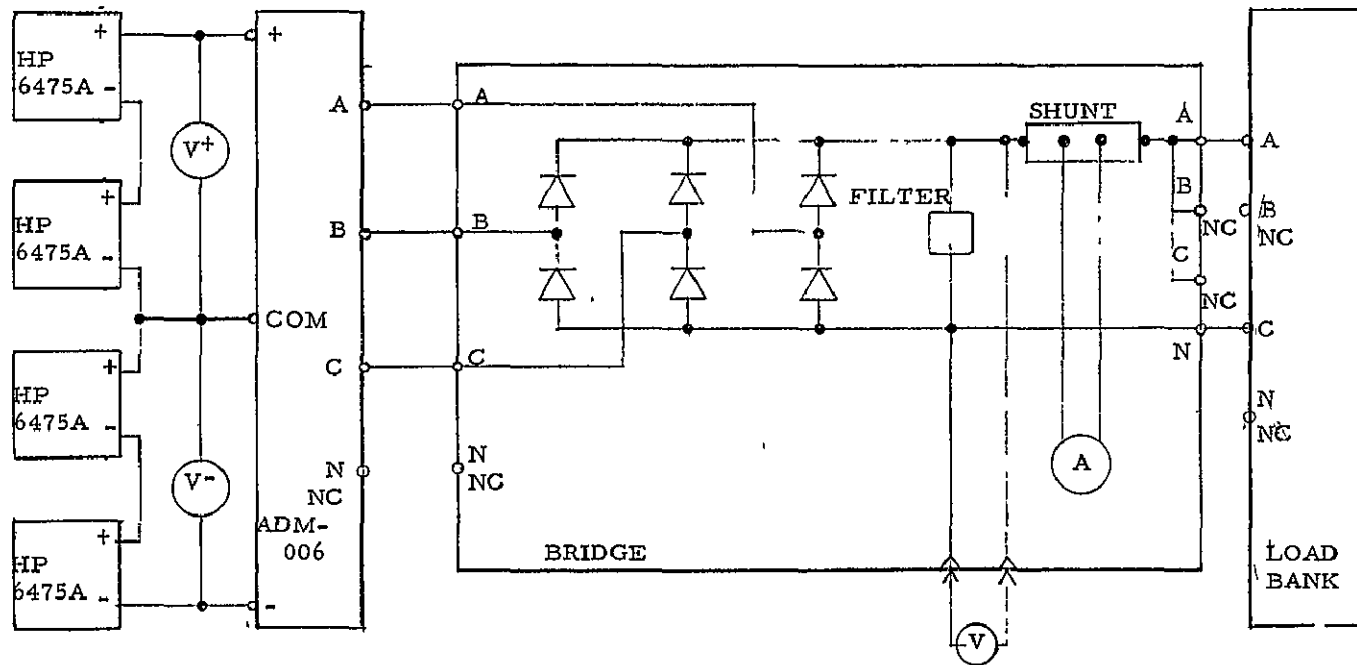 +
HP
6475A -
V+
+
HP
6475A -
+
HP
6475A -
V-
+
HP
6475A -
+
COM
ADM-
006
-
A
B
C
N
NC
A
B
C
N
NC
BRIDGE
FILTER
SHUNT
A
V
A
B
NC
C
NC
N
A
B
NC
C
N
NC
LOAD
BANK